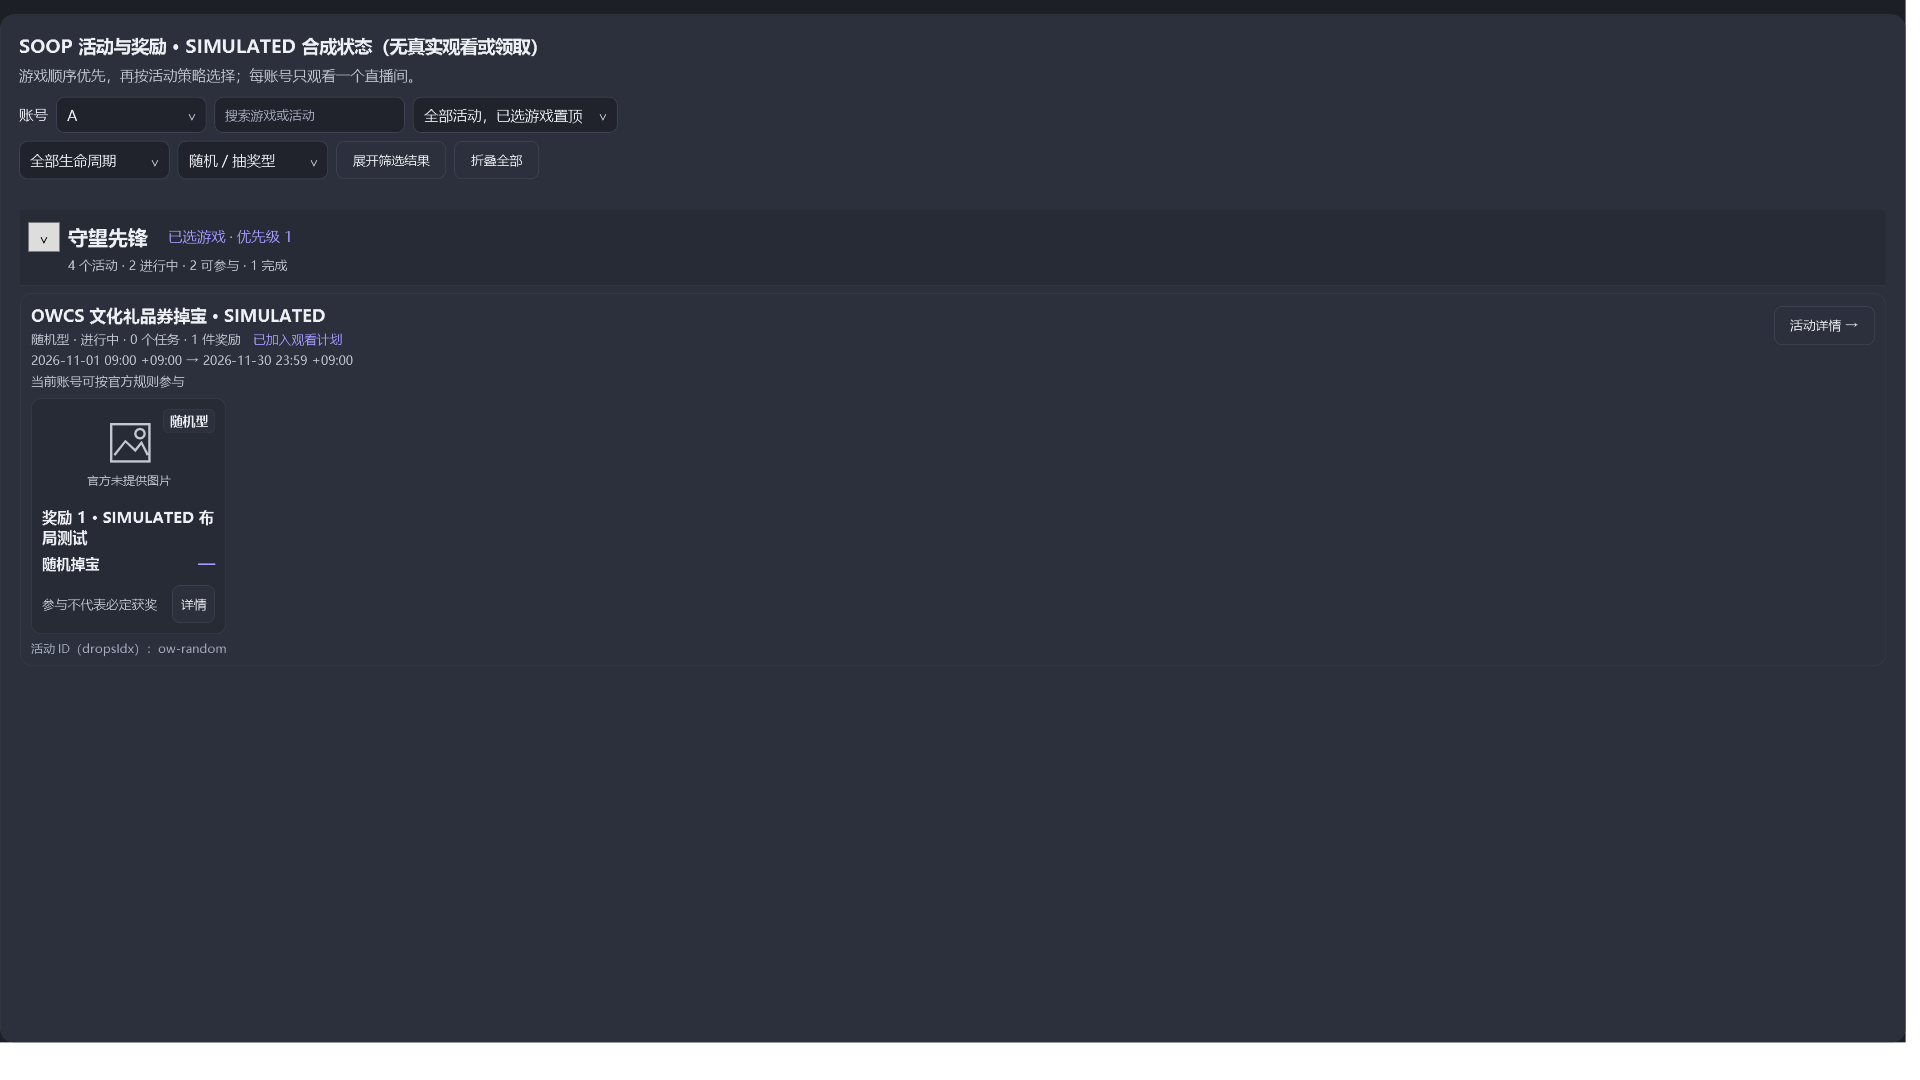 SOOP 活动与奖励 • SIMULATED 合成状态（无真实观看或领取）
游戏顺序优先，再按活动策略选择；每账号只观看一个直播间。
账号 A 搜索游戏或活动 全部活动，已选游戏置顶
全部生命周期 随机 / 抽奖型 展开筛选结果 折叠全部
守望先锋 已选游戏 · 优先级 1
4 个活动 · 2 进行中 · 2 可参与 · 1 完成
OWCS 文化礼品券掉宝 • SIMULATED
活动详情 →
随机型 · 进行中 · 0 个任务 · 1 件奖励 已加入观看计划
2026-11-01 09:00 +09:00 → 2026-11-30 23:59 +09:00
当前账号可按官方规则参与
随机型
官方未提供图片
奖励 1 • SIMULATED 布
局测试
随机掉宝 —
参与不代表必定获奖 详情
活动 ID（dropsIdx）：ow-random